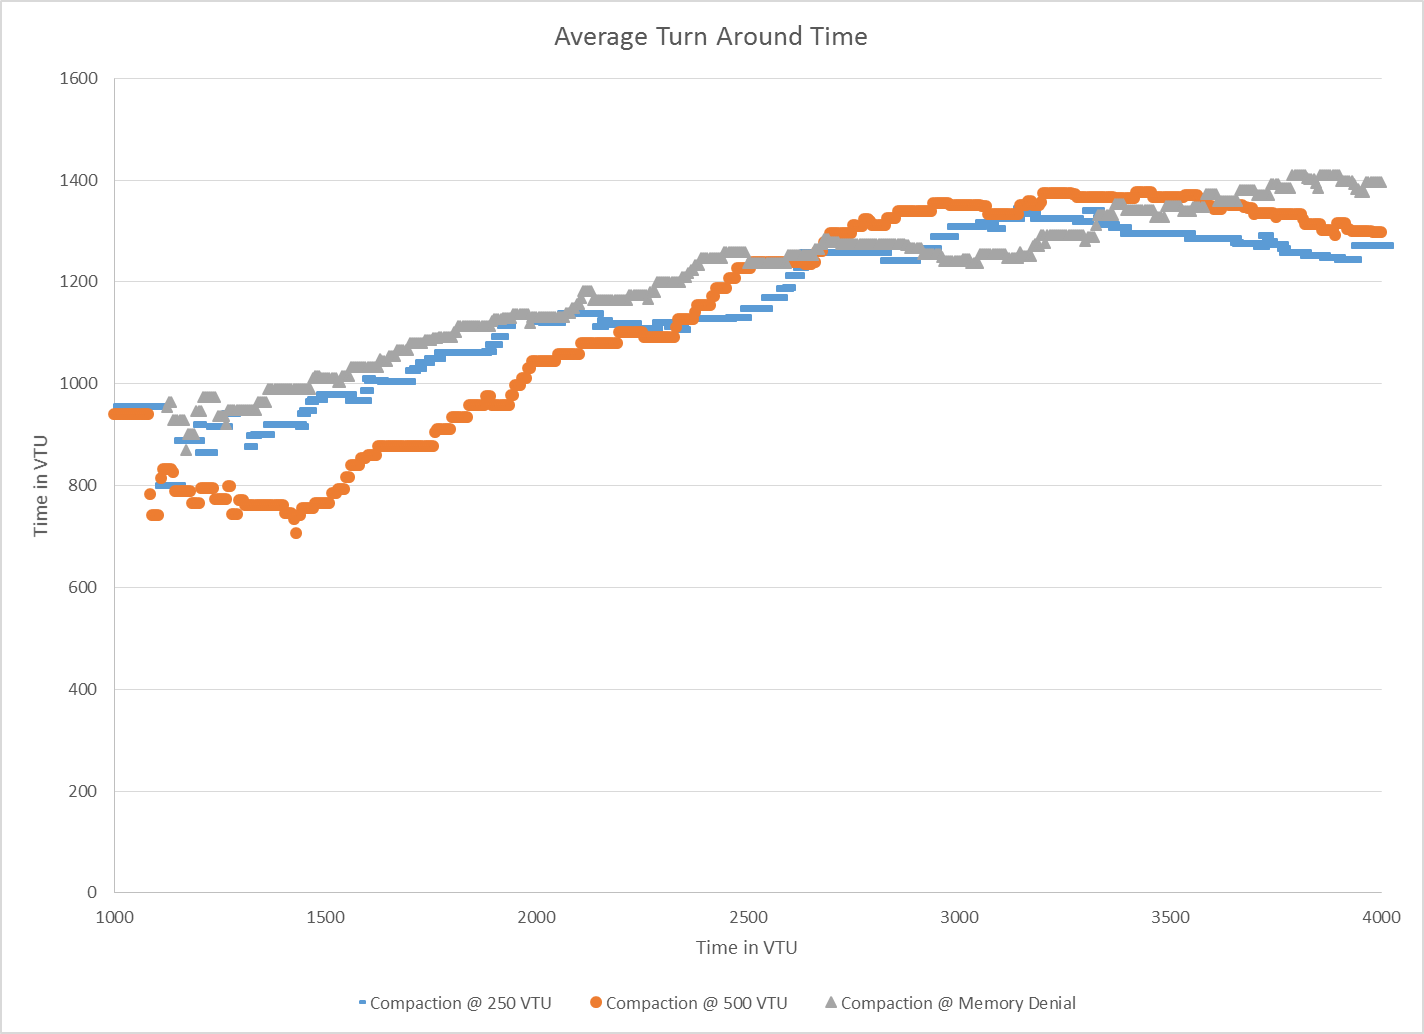 Average Turn Around Time
1600
1400
1200
1000
800
600
400
200
0
Time in VTU
1000 1500 2000 2500 3000 3500 4000
Time in VTU
Compaction @ 250 VTU Compaction @ 500 VTU Compaction @ Memory Denial